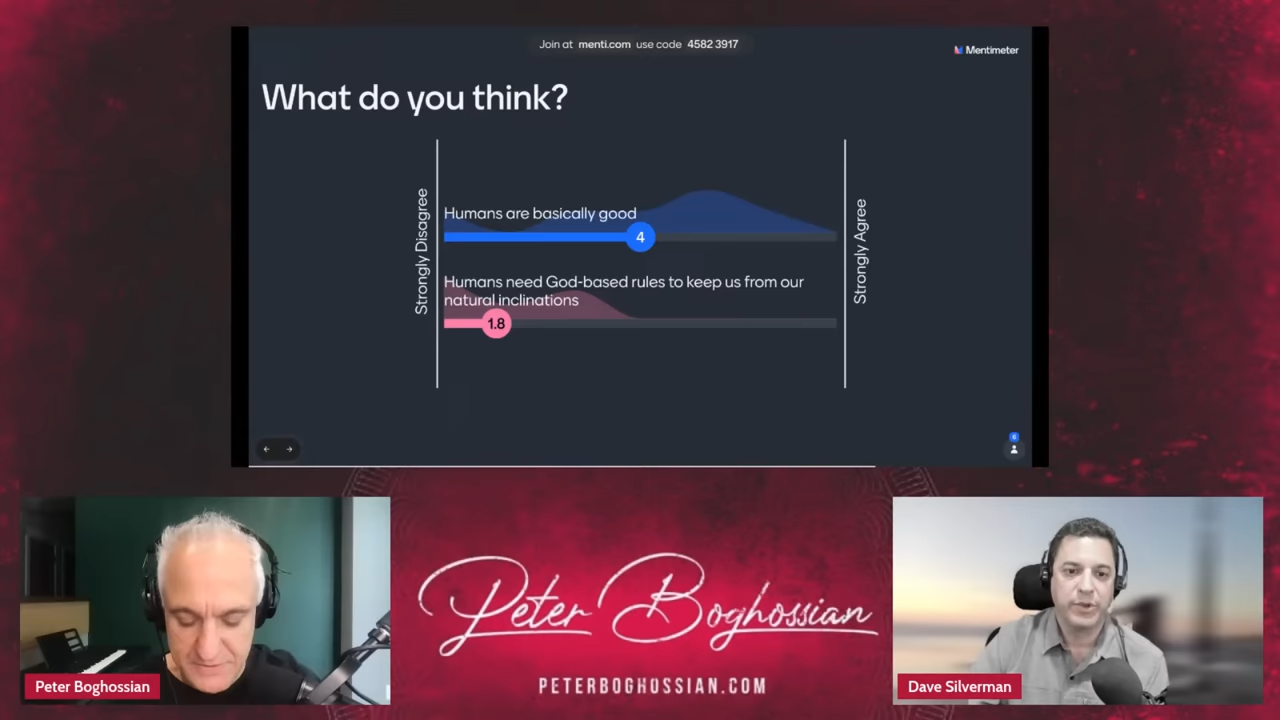 Join at menti.com use code 4582 3917
Mentimeter
What do you think?
Strongly Disagree
Humans are basically good
4
Humans need God-based rules to keep us from our
natural inclinations
1.8
Strongly Agree
6
Peter Boghossian
PETERBOGHOSSIAN.COM
Peter Boghossian
Dave Silverman